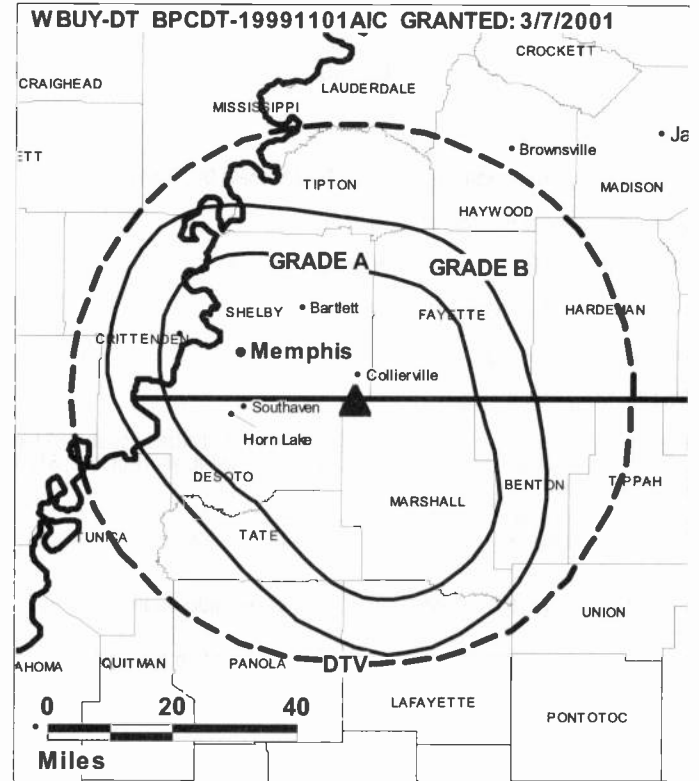 WBUY-DT BPCDT-19991101AIC GRANTED: 3/7/2001
CROCKETT
CRAIGHEAD
LAUDERDALE
MISSISSIPPI
Ja
ETT
Brownsville
TIPTON
MADISON
HAYWOOD
GRADE A
GRADE B
SHELBY
Bartlett
FAYETTE
HARDEMAN
CRITTENDEN
Memphis
Collierville
Southaven
Horn Lake
DESOTO
BENTON
TIPPAH
MARSHALL
TUNICA
TATE
UNION
AHOMA
QUITMAN
PANOLA
DTV
LAFAYETTE
0 20 40
PONTOTOC
Miles